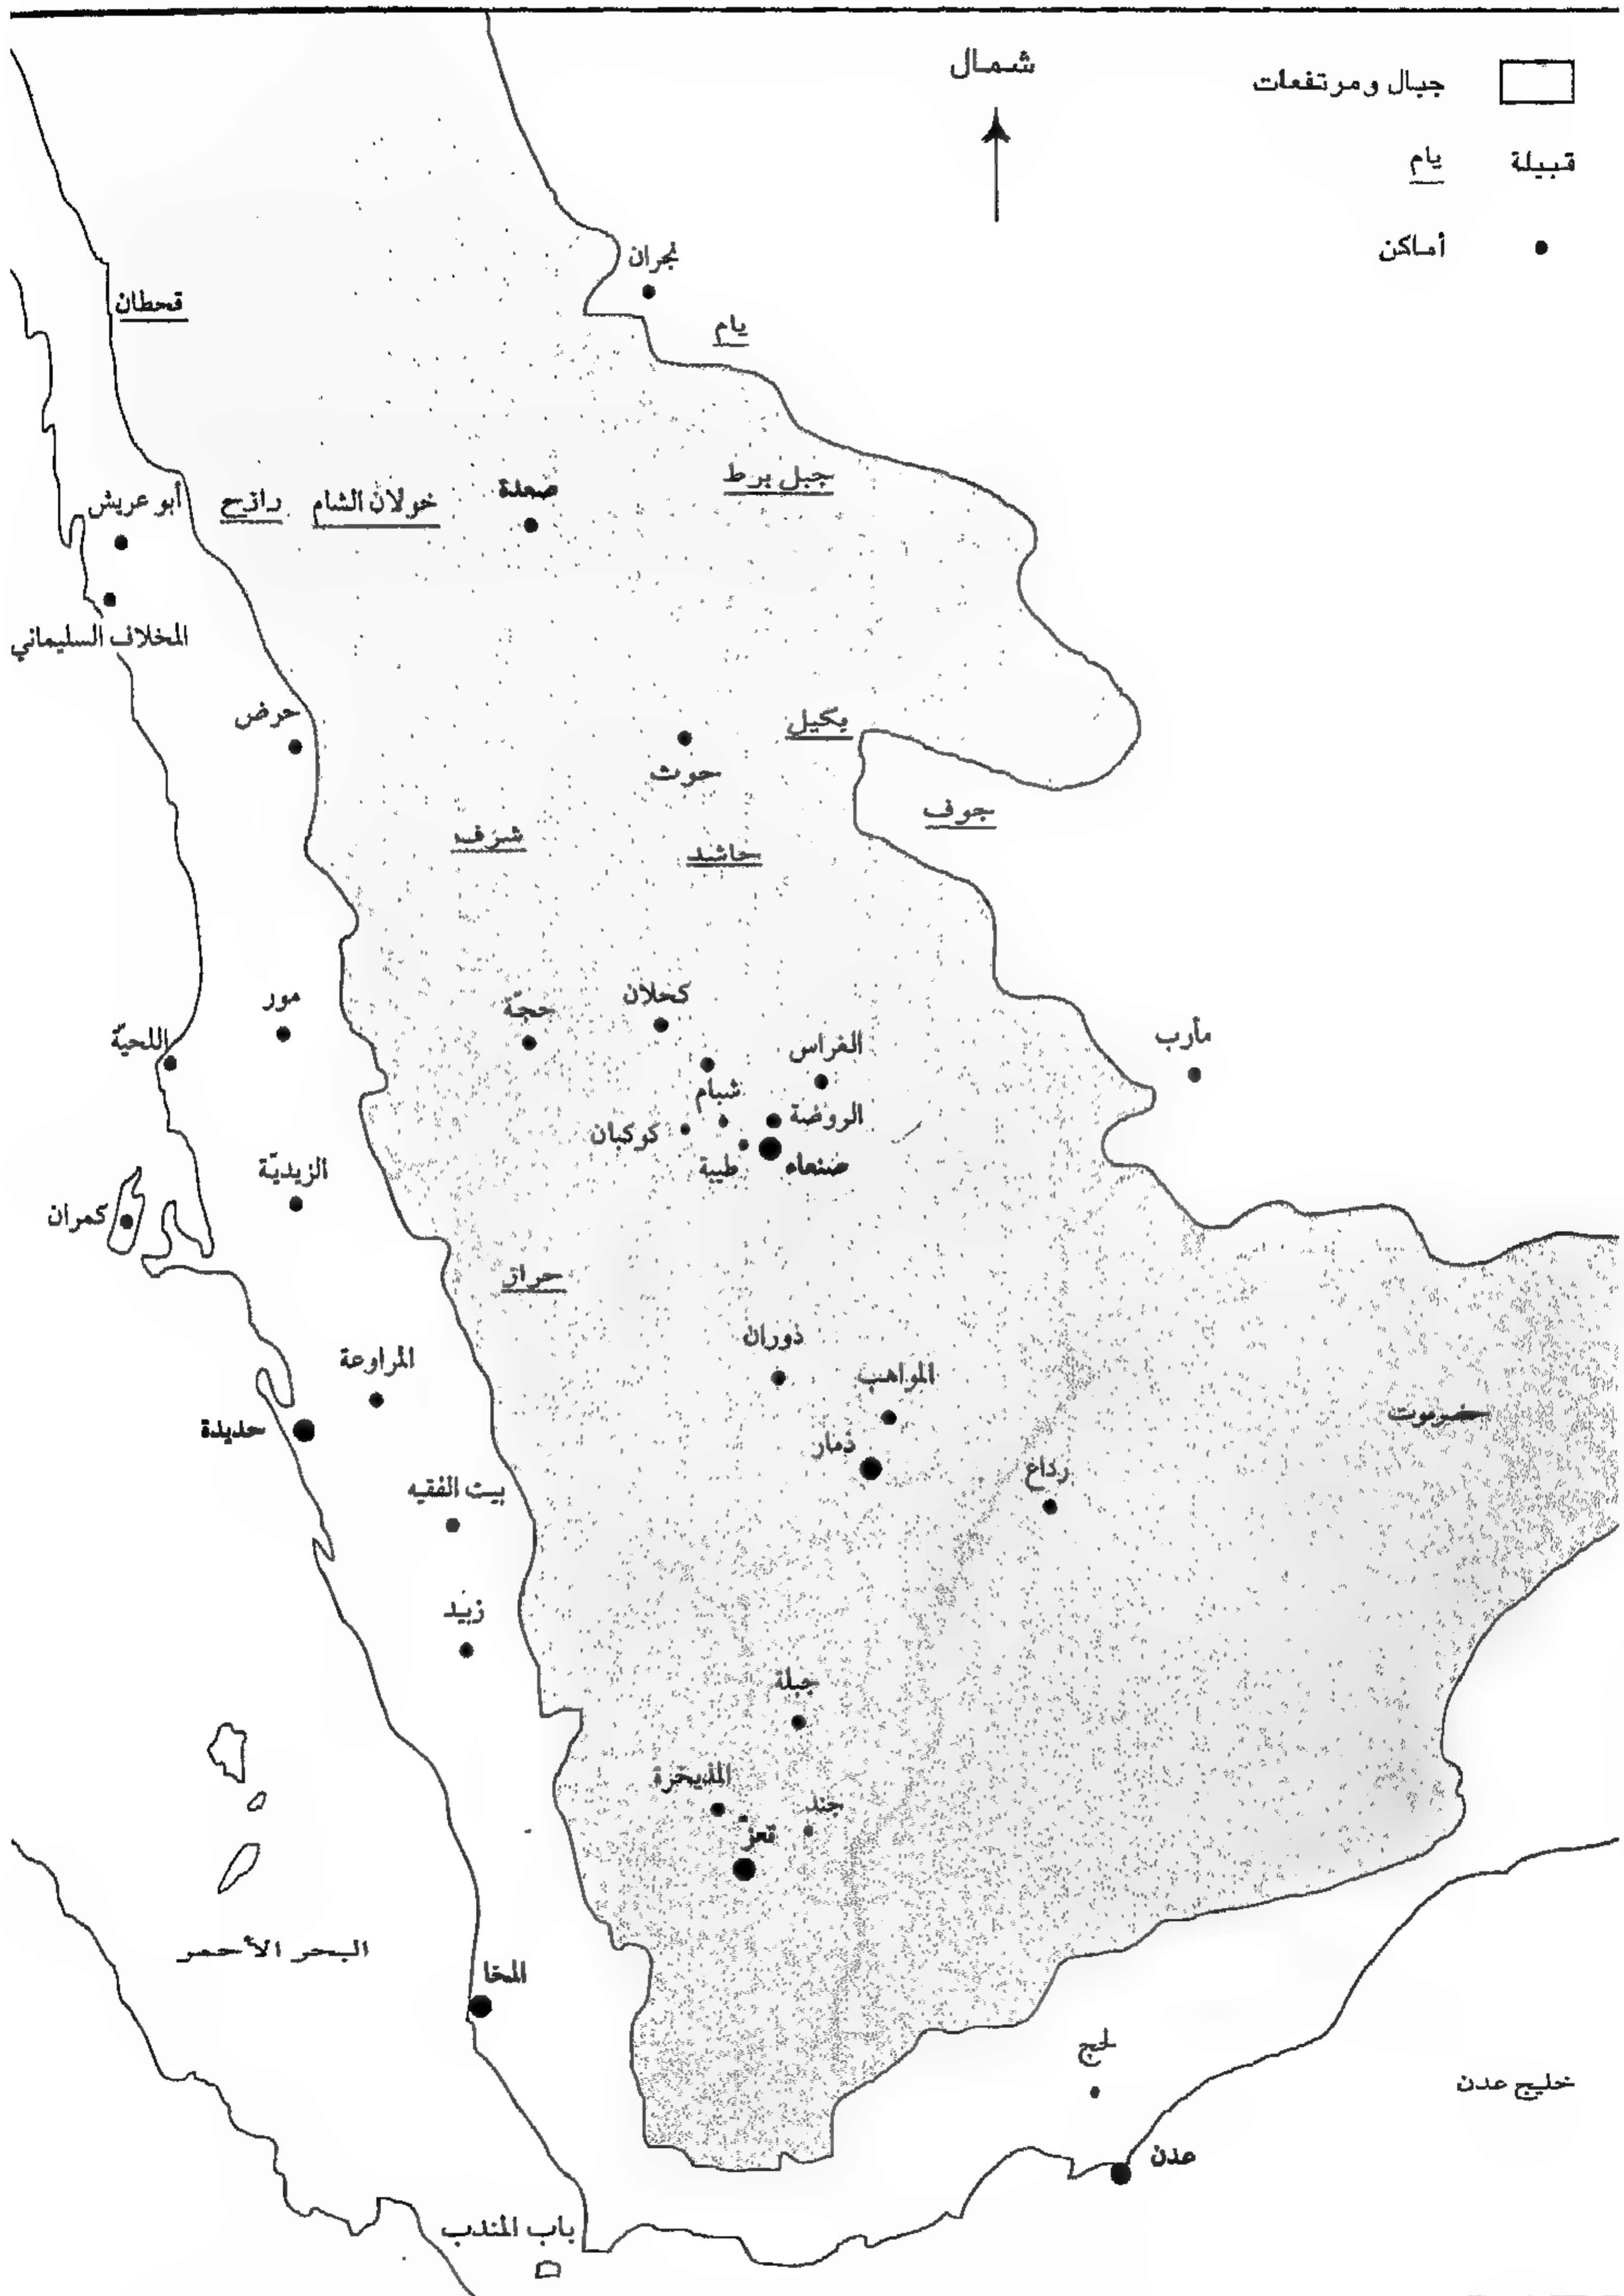 شمال
جبال ومرتفعات
قبيلة يام
أماكن
نجران
قحطان
يام
جبل برط
صعدة
خولان الشام
رازح
أبو عريش
المخلاف السليماني
حرض
بكيل
حوث
جوف
شرف
حاشد
كحلان
حجّة
مور
اللحيّة
مأرب
الغراس
شبام
الروضة
كوكبان
طيبة
صنعاء
الزيديّة
كمران
حراز
ذوران
المراوعة
المواهب
حضرموت
حديدة
ذمار
رداع
بيت الفقيه
زبيد
جبلة
المذيخرة
جند
تعز
البحر الأحمر
المخا
لحج
خليج عدن
عدن
باب المندب